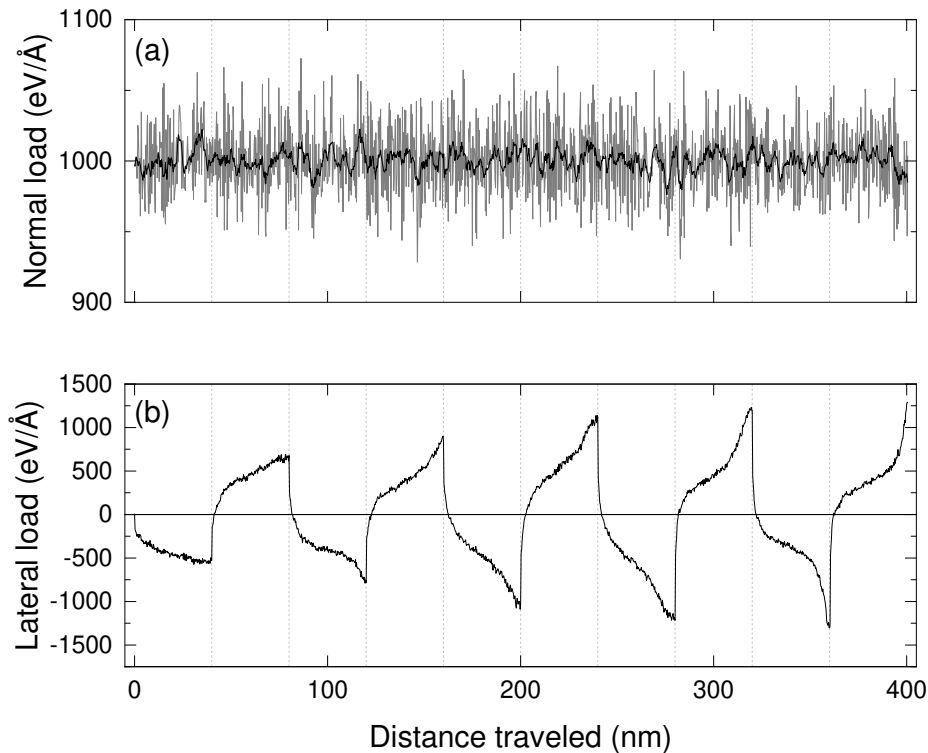 1100
(a)
Normal load (eV/Å)
1000
900
1500
(b)
1000
500
Lateral load (eV/Å)
0
-500
-1000
-1500
0 100 200 300 400
Distance traveled (nm)